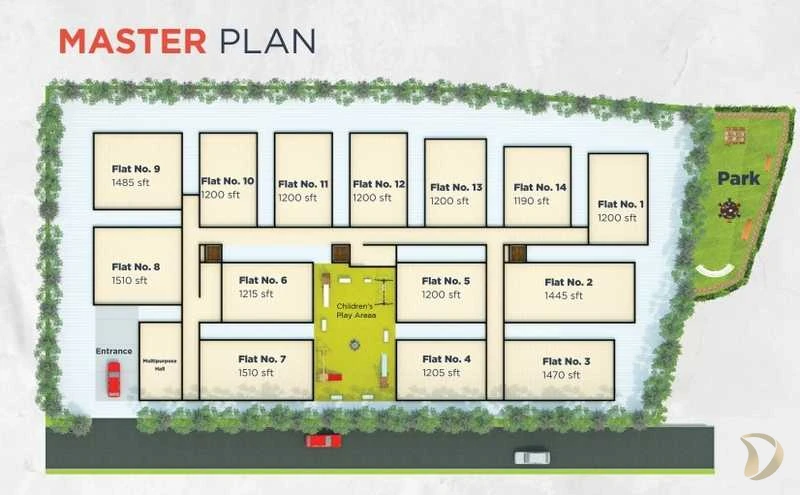 MASTER PLAN
Flat No. 9
1485 sft
Flat No. 10
1200 sft
Flat No. 11
1200 sft
Flat No. 12
1200 sft
Flat No. 13
1200 sft
Flat No. 14
1190 sft
Flat No. 1
1200 sft
Park
Flat No. 8
1510 sft
Flat No. 6
1215 sft
Children's
Play Areaa
Flat No. 5
1200 sft
Flat No. 2
1445 sft
Entrance
Multipurpose
Hall
Flat No. 7
1510 sft
Flat No. 4
1205 sft
Flat No. 3
1470 sft